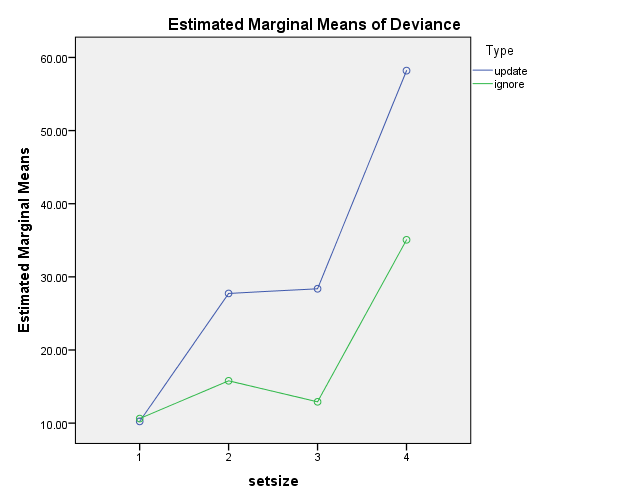 Estimated Marginal Means of Deviance
Type
update
ignore
Estimated Marginal Means
60.00
50.00
40.00
30.00
20.00
10.00
1 2 3 4
setsize